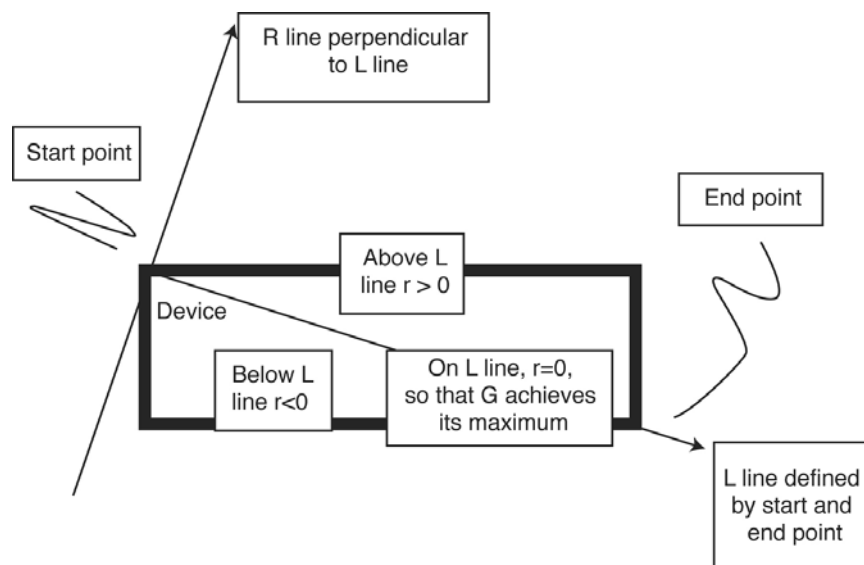 R line perpendicular
to L line
Start point
End point
Above L
line r > 0
Device
Below L
line r<0
On L line, r=0,
so that G achieves
its maximum
L line defined
by start and
end point